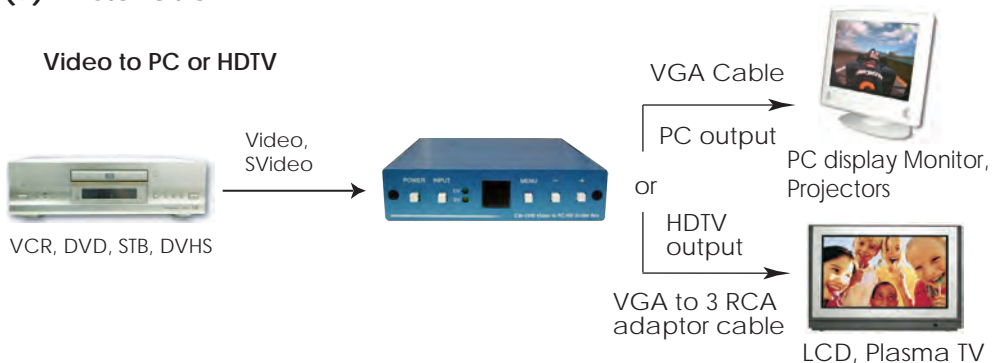 Video to PC or HDTV
VGA Cable
Video,
SVideo
PC output
POWER INPUT
MENU - +
PC display Monitor,
Projectors
or
VCR, DVD, STB, DVHS
HDTV
output
VGA to 3 RCA
adaptor cable
LCD, Plasma TV